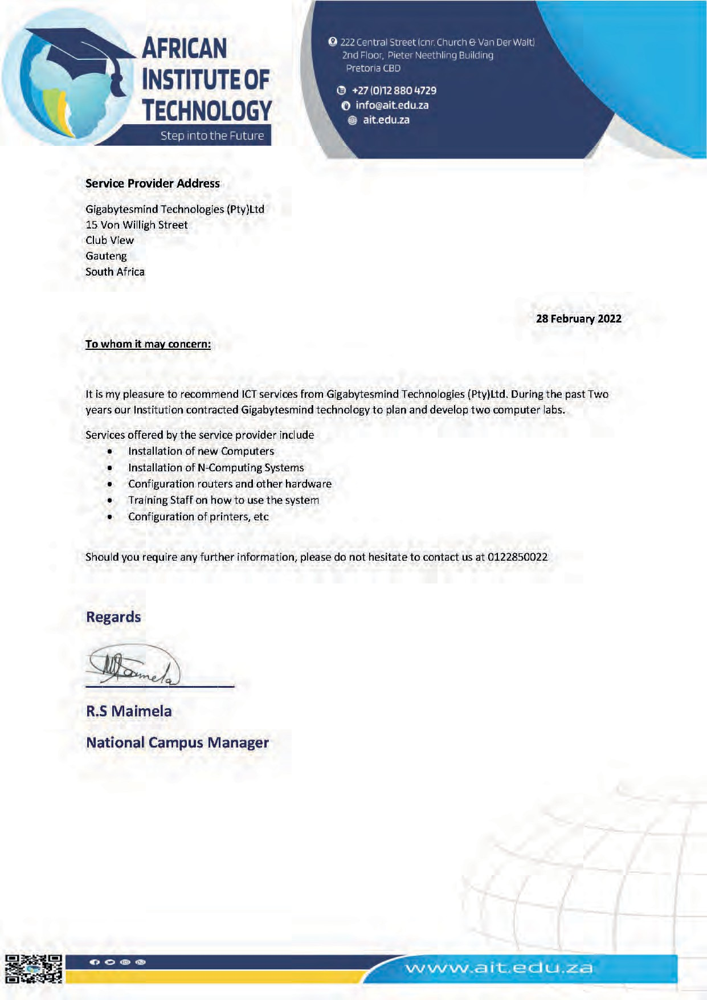 AFRICAN
INSTITUTE OF
TECHNOLOGY
Step into the Future
222 Central Street (cnr. Church & Van Der Walt)
2nd Floor, Pieter Neethling Building
Pretoria CBD
+27 (0)12 880 4729
info@ait.edu.za
ait.edu.za
Service Provider Address
Gigabytesmind Technologies (Pty)Ltd
15 Von Willigh Street
Club View
Gauteng
South Africa
28 February 2022
To whom it may concern:
It is my pleasure to recommend ICT services from Gigabytesmind Technologies (Pty)Ltd. During the past Two
years our Institution contracted Gigabytesmind technology to plan and develop two computer labs.
Services offered by the service provider include
• Installation of new Computers
• Installation of N-Computing Systems
• Configuration routers and other hardware
• Training Staff on how to use the system
• Configuration of printers, etc
Should you require any further information, please do not hesitate to contact us at 0122850022
Regards
R.S Maimela
National Campus Manager
www.ait.edu.za